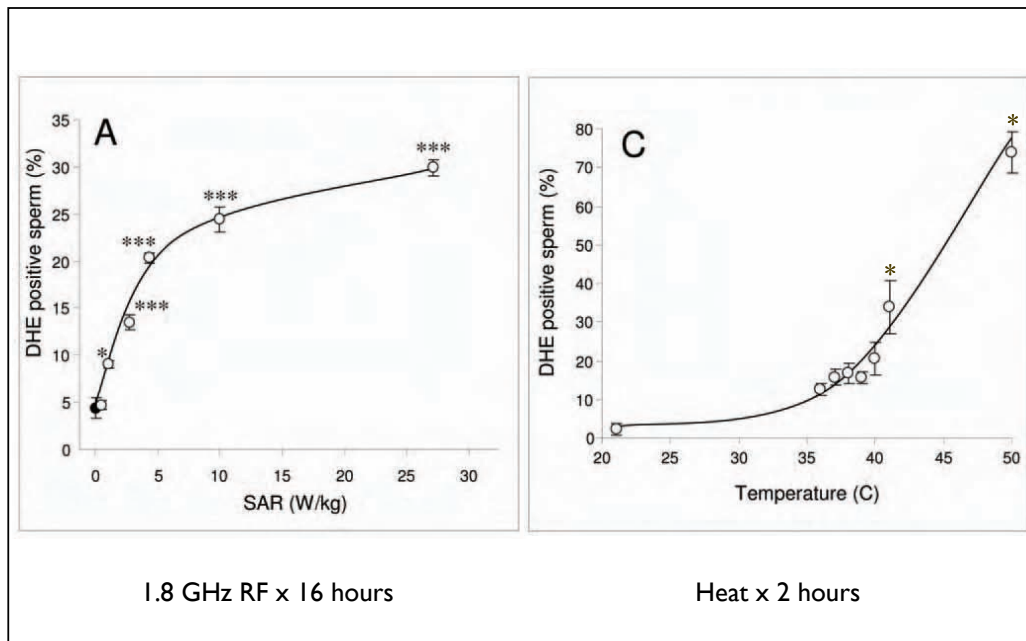 A
DHE positive sperm (%)
35
30
25
20
15
10
5
0
*
***
***
***
***
0 5 10 15 20 25 30
SAR (W/kg)
1.8 GHz RF x 16 hours
C
DHE positive sperm (%)
80
70
60
50
40
30
20
10
0
*
*
20 25 30 35 40 45 50
Temperature (C)
Heat x 2 hours